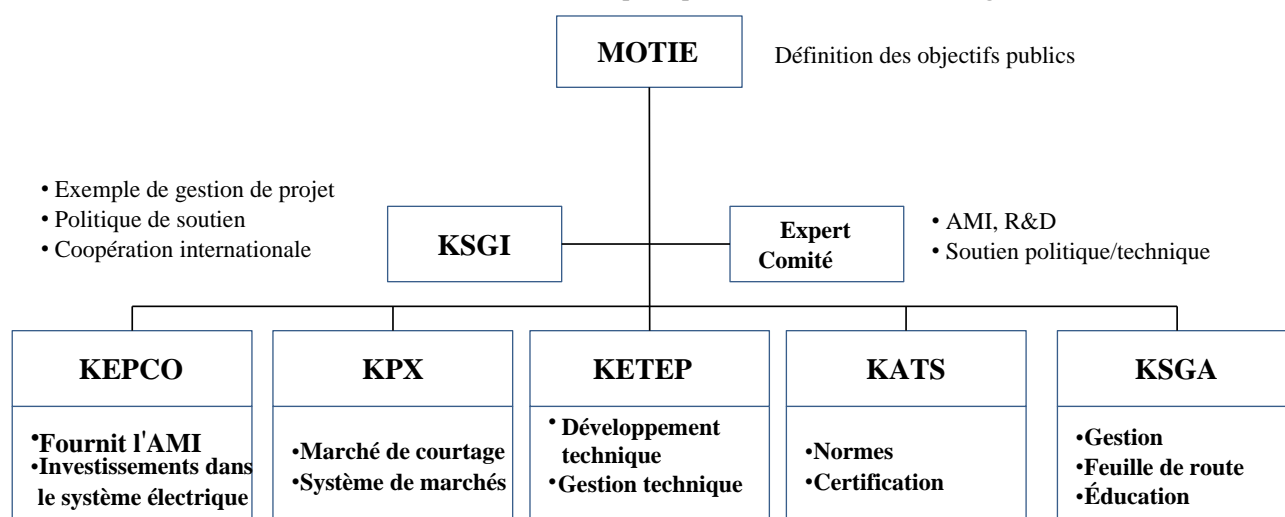 MOTIE
Définition des objectifs publics
• Exemple de gestion de projet
• Politique de soutien
• Coopération internationale
KSGI
Expert
Comité
• AMI, R&D
• Soutien politique/technique
KEPCO
•Fournit l'AMI
•Investissements dans
le système électrique
KPX
•Marché de courtage
•Système de marchés
KETEP
• Développement
technique
• Gestion technique
KATS
•Normes
•Certification
KSGA
•Gestion
•Feuille de route
•Éducation